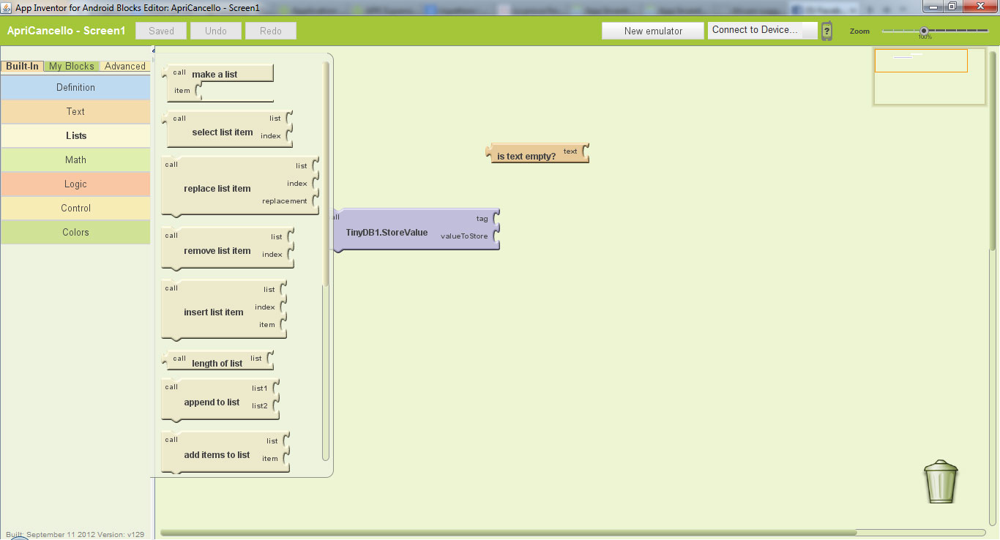 App Inventor for Android Blocks Editor: ApriCancello - Screen1
ApriCancello - Screen1
Saved
Undo
Redo
New emulator
Connect to Device...
?
Zoom
100%
Built-In
My Blocks
Advanced
Definition
Text
Lists
Math
Logic
Control
Colors
call make a list
item
call list
select list item index
call list
index
replace list item
replacement
call list
remove list item index
call list
index
insert list item
item
call length of list list
call list1
append to list list2
call list
add items to list item
is text empty? text
all tag
TinyDB1.StoreValue valueToStore
Built: September 11 2012 Version: v129